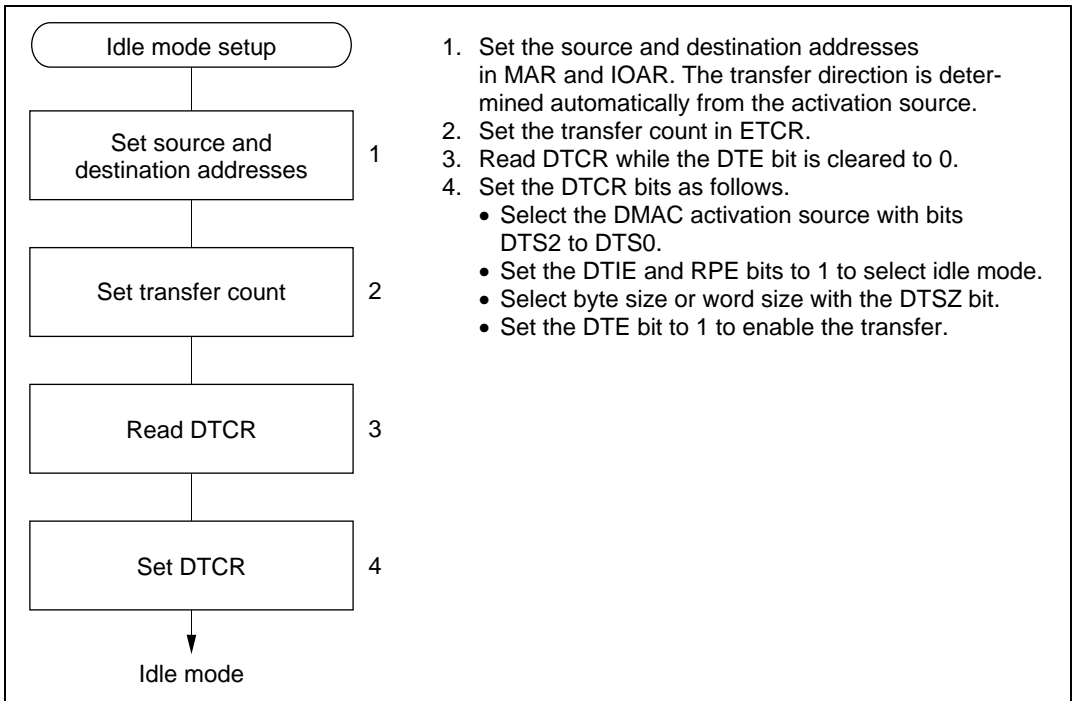 Idle mode setup
Set source and
destination addresses
1
Set transfer count
2
Read DTCR
3
Set DTCR
4
Idle mode
1. Set the source and destination addresses
in MAR and IOAR. The transfer direction is deter-
mined automatically from the activation source.
2. Set the transfer count in ETCR.
3. Read DTCR while the DTE bit is cleared to 0.
4. Set the DTCR bits as follows.
• Select the DMAC activation source with bits
DTS2 to DTS0.
• Set the DTIE and RPE bits to 1 to select idle mode.
• Select byte size or word size with the DTSZ bit.
• Set the DTE bit to 1 to enable the transfer.